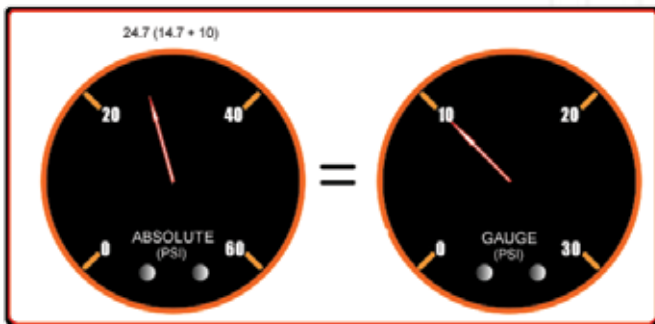 24.7 (14.7 + 10)
20
40
0
60
ABSOLUTE
(PSI)
=
10
20
0
30
GAUGE
(PSI)